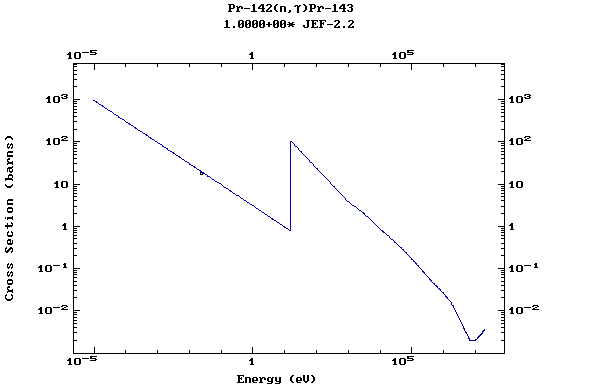 Pr-142(n,γ)Pr-143
1.0000+00* JEF-2.2
10⁻⁵ 1 10⁵
10³ 10³
10² 10²
10 10
1 1
10⁻¹ 10⁻¹
10⁻² 10⁻²
10⁻⁵ 1 10⁵
Cross Section (barns)
Energy (eV)